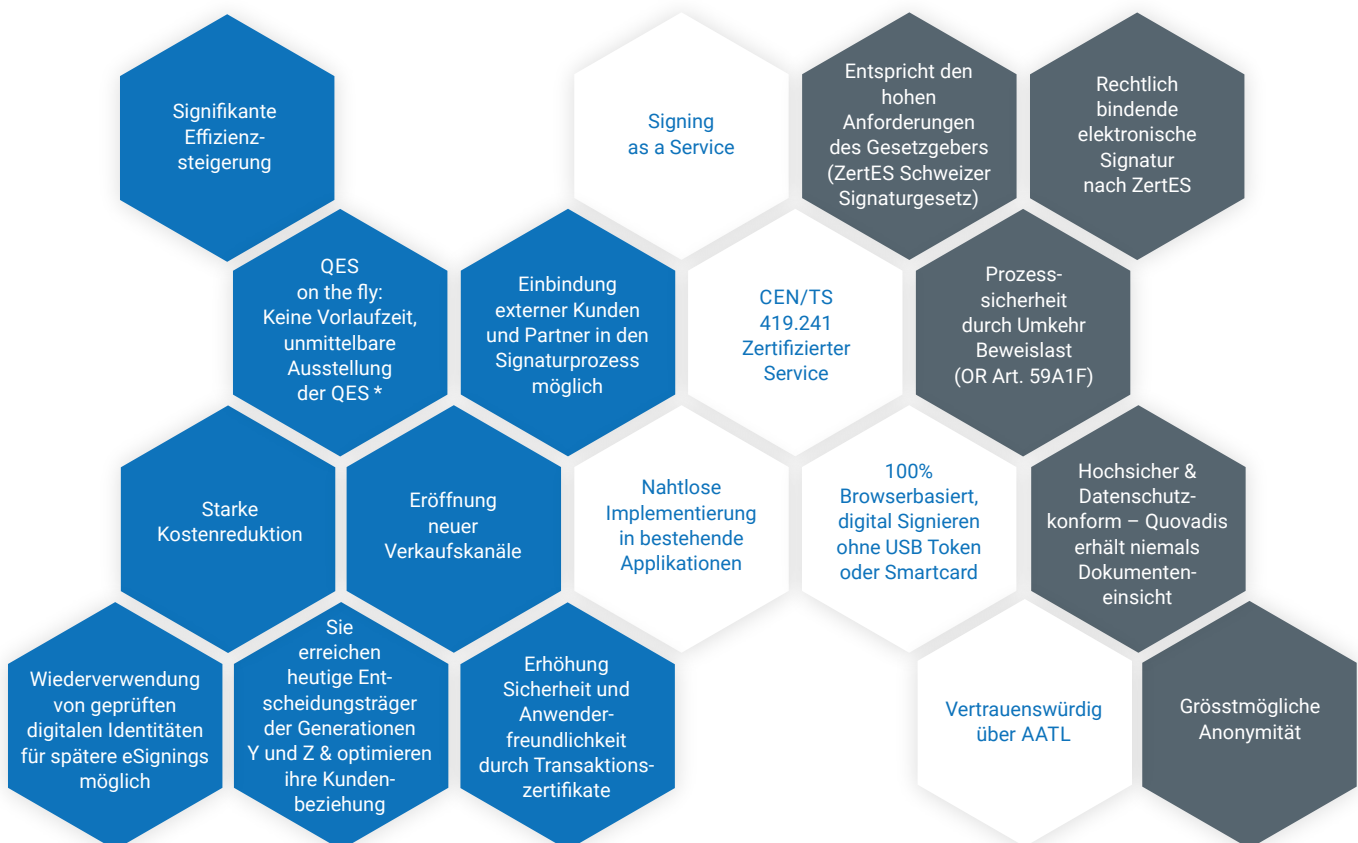 Signifikante
Effizienz-
steigerung
Signing
as a Service
Entspricht den
hohen
Anforderungen
des Gesetzgebers
(ZertES Schweizer
Signaturgesetz)
Rechtlich
bindende
elektronische
Signatur
nach ZertES
QES
on the fly:
Keine Vorlaufzeit,
unmittelbare
Ausstellung
der QES *
Einbindung
externer Kunden
und Partner in den
Signaturprozess
möglich
CEN/TS
419.241
Zertifizierter
Service
Prozess-
sicherheit
durch Umkehr
Beweislast
(OR Art. 59A1F)
Starke
Kostenreduktion
Eröffnung
neuer
Verkaufskanäle
Nahtlose
Implementierung
in bestehende
Applikationen
100%
Browserbasiert,
digital Signieren
ohne USB Token
oder Smartcard
Hochsicher &
Datenschutz-
konform – Quovadis
erhält niemals
Dokumenten-
einsicht
Wiederverwendung
von geprüften
digitalen Identitäten
für spätere eSignings
möglich
Sie
erreichen
heutige Ent-
scheidungsträger
der Generationen
Y und Z & optimieren
ihre Kunden-
beziehung
Erhöhung
Sicherheit und
Anwender-
freundlichkeit
durch Transaktions-
zertifikate
Vertrauenswürdig
über AATL
Grösstmögliche
Anonymität